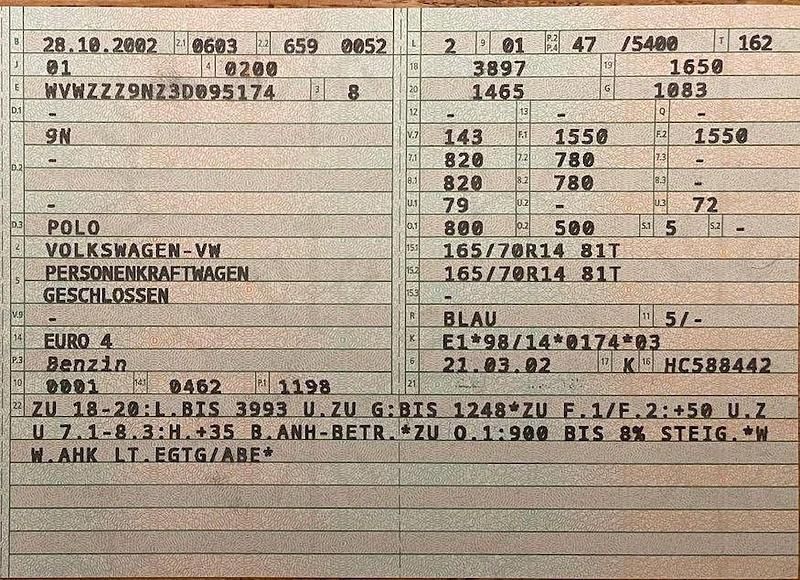 B 28.10.2002 2.1 0603 2.2 659 0052
J 01 4 0200
E WVWZZZ9NZ3D095174 3 8
D.1 -
9N
D.2 -
-
D.3 POLO
2 VOLKSWAGEN-VW
5 PERSONENKRAFTWAGEN
GESCHLOSSEN
V.9 -
14 EURO 4
P.3 Benzin
10 0001 14.1 0462 P.1 1198
L 2 9 01 P.2 P.4 47 /5400 T 162
18 3897 19 1650
20 1465 G 1083
12 - 13 - Q -
V.7 143 F.1 1550 F.2 1550
7.1 820 7.2 780 7.3 -
8.1 820 8.2 780 8.3 -
U.1 79 U.2 - U.3 72
O.1 800 O.2 500 S.1 5 S.2 -
15.1 165/70R14 81T
15.2 165/70R14 81T
15.3 -
R BLAU 11 5/-
K E1*98/14*0174*03
6 21.03.02 17 K 16 HC588442
21
22 ZU 18-20:L.BIS 3993 U.ZU G:BIS 1248*ZU F.1/F.2:+50 U.Z
U 7.1-8.3:H.+35 B.ANH-BETR.*ZU O.1:900 BIS 8% STEIG.*W
W.AHK LT.EGTG/ABE*